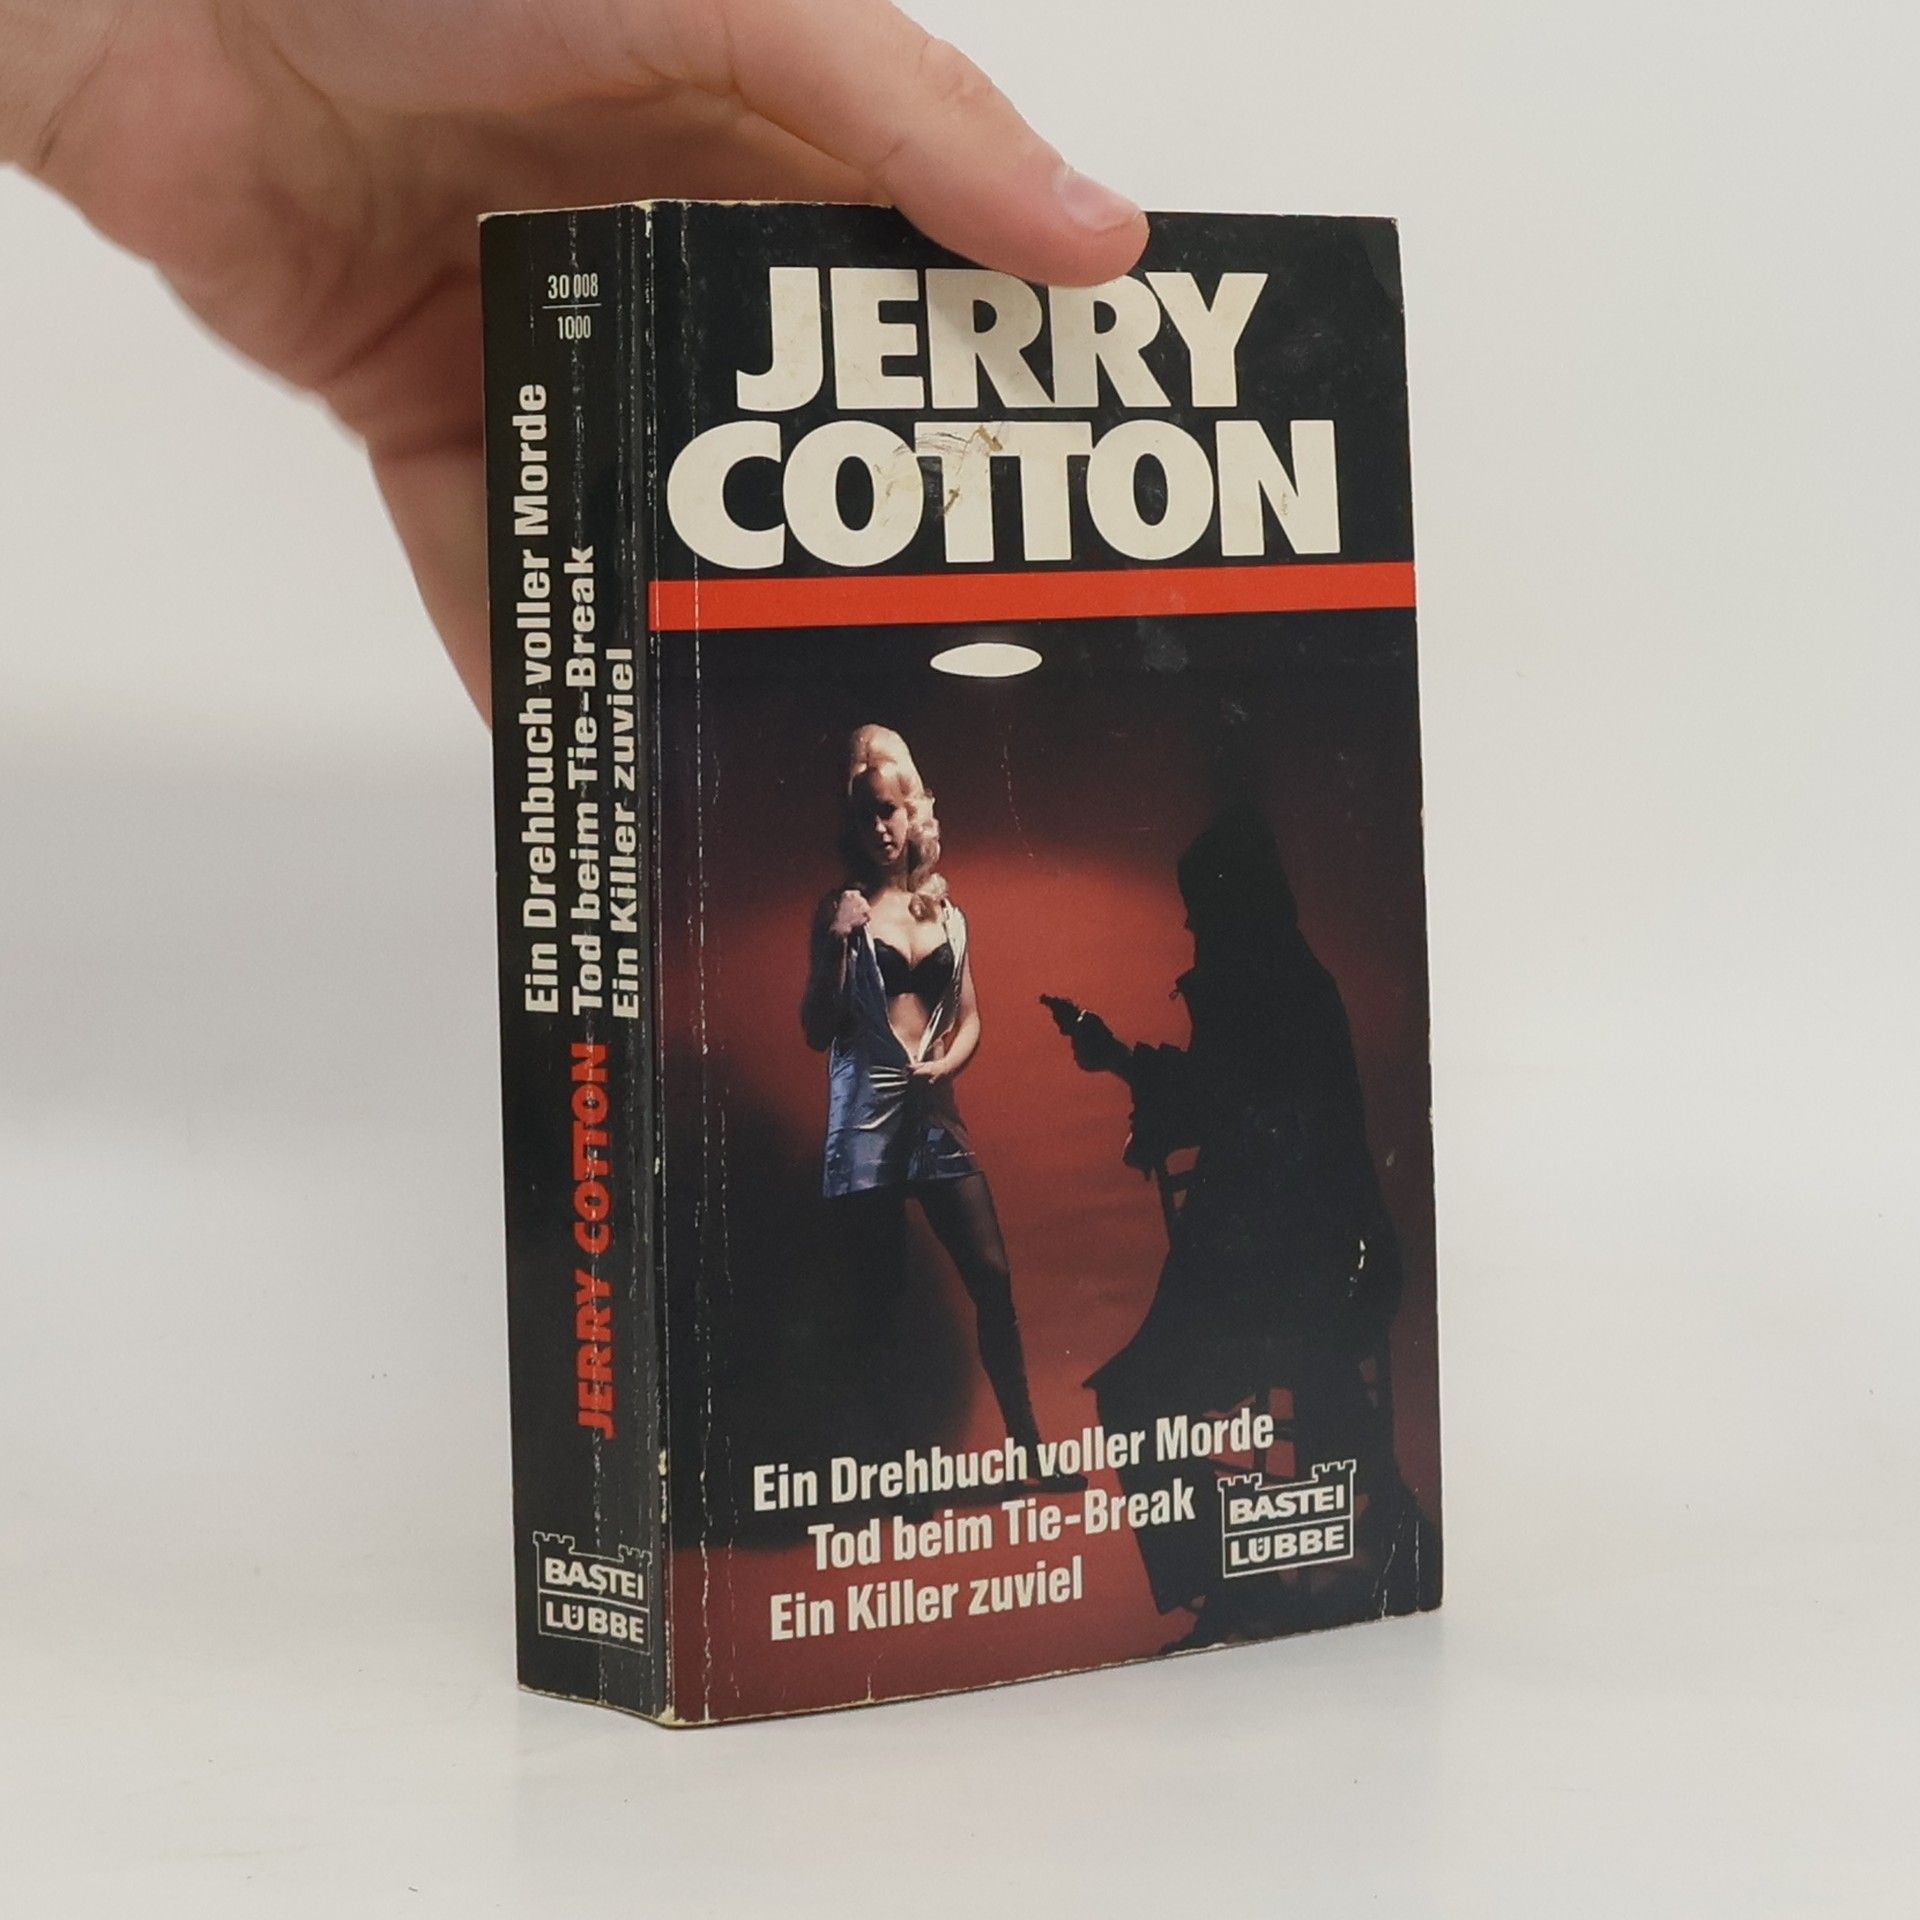 30 008
1000
Ein Drehbuch voller Morde
Tod beim Tie-Break
Ein Killer zuviel
JERRY COTTON
BASTEI
LÜBBE
JERRY
COTTON
Ein Drehbuch voller Morde
Tod beim Tie-Break
Ein Killer zuviel
BASTEI
LÜBBE